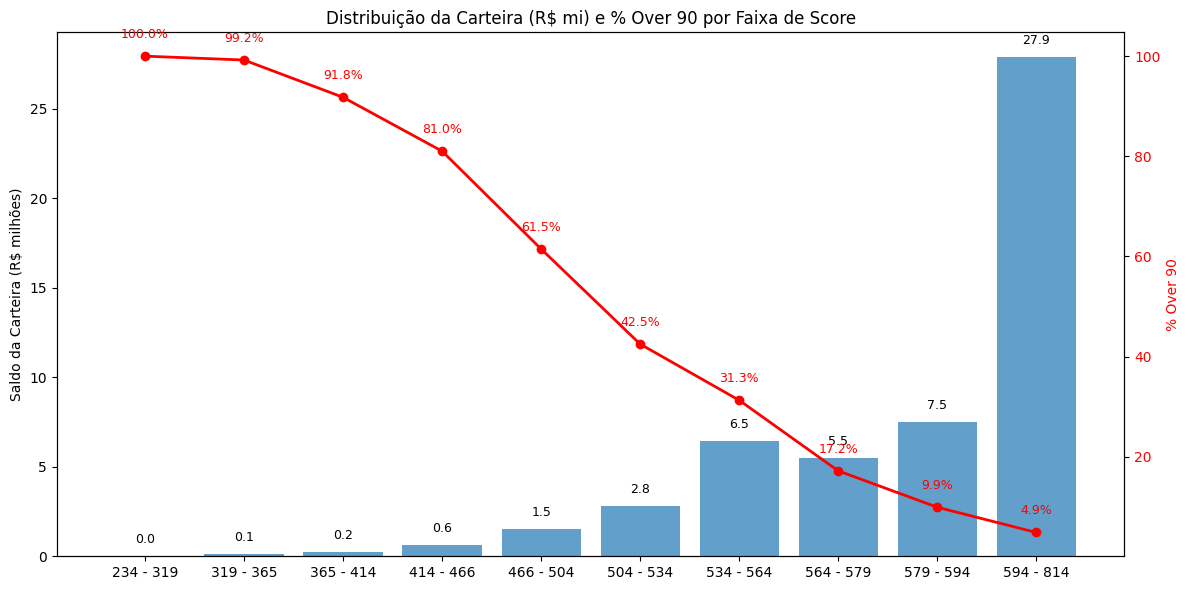 Distribuição da Carteira (R$ mi) e % Over 90 por Faixa de Score
Saldo da Carteira (R$ milhões)
25
20
15
10
5
0
100.0%
99.2%
91.8%
81.0%
61.5%
42.5%
31.3%
17.2%
9.9%
4.9%
0.0
0.1
0.2
0.6
1.5
2.8
6.5
5.5
7.5
27.9
100
80
60
40
20
% Over 90
234 - 319
319 - 365
365 - 414
414 - 466
466 - 504
504 - 534
534 - 564
564 - 579
579 - 594
594 - 814